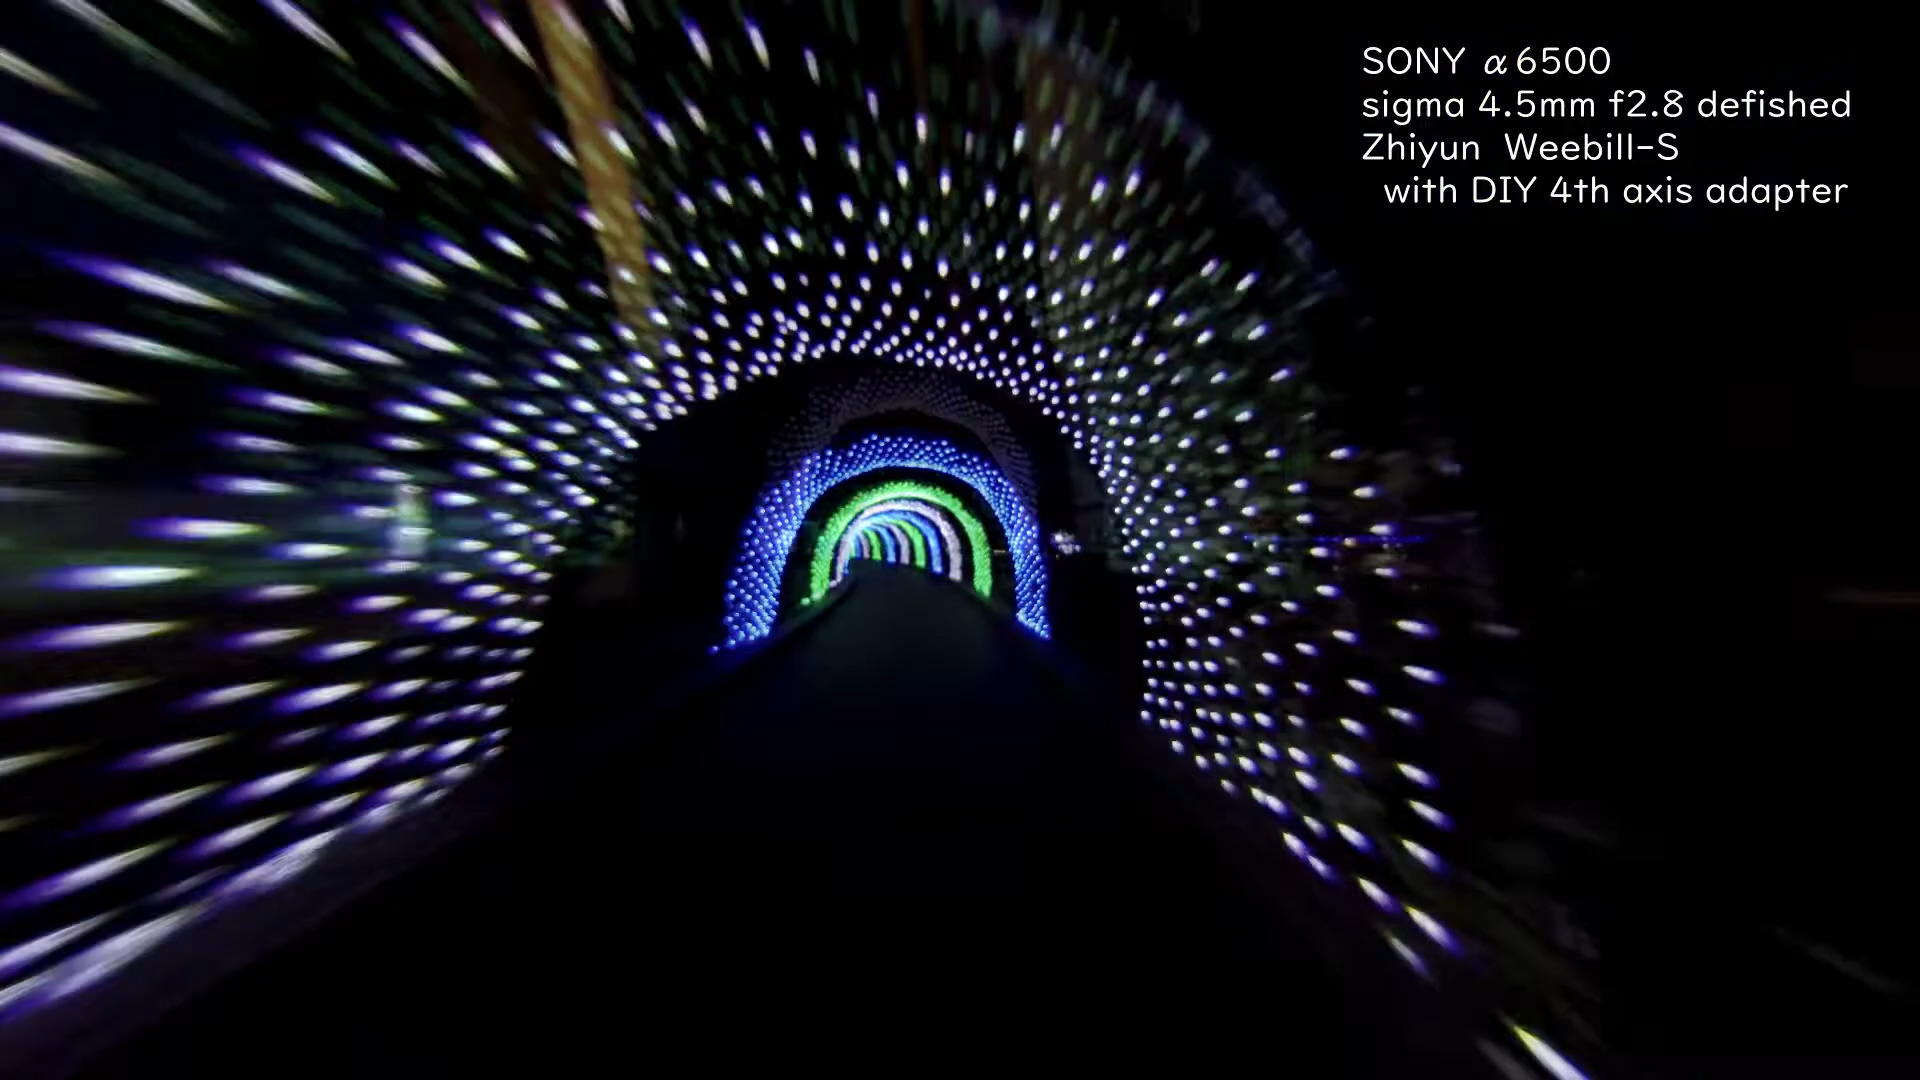 SONY α6500
sigma 4.5mm f2.8 defished
Zhiyun Weebill-S
with DIY 4th axis adapter